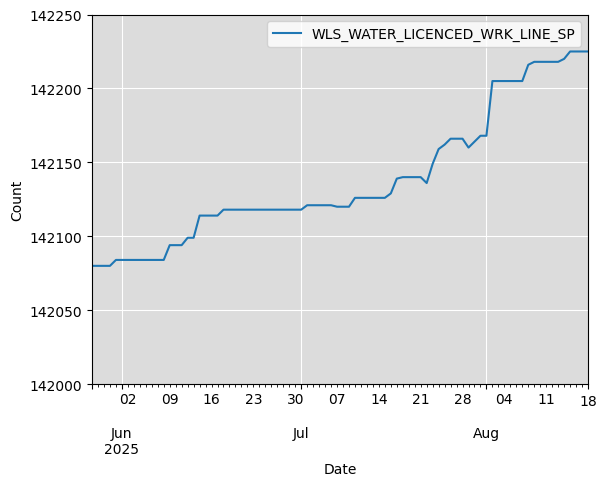 WLS_WATER_LICENCED_WRK_LINE_SP
142250
142200
142150
142100
142050
142000
Count
02 09 16 23 30 07 14 21 28 04 11 18
Jun Jul Aug
2025
Date